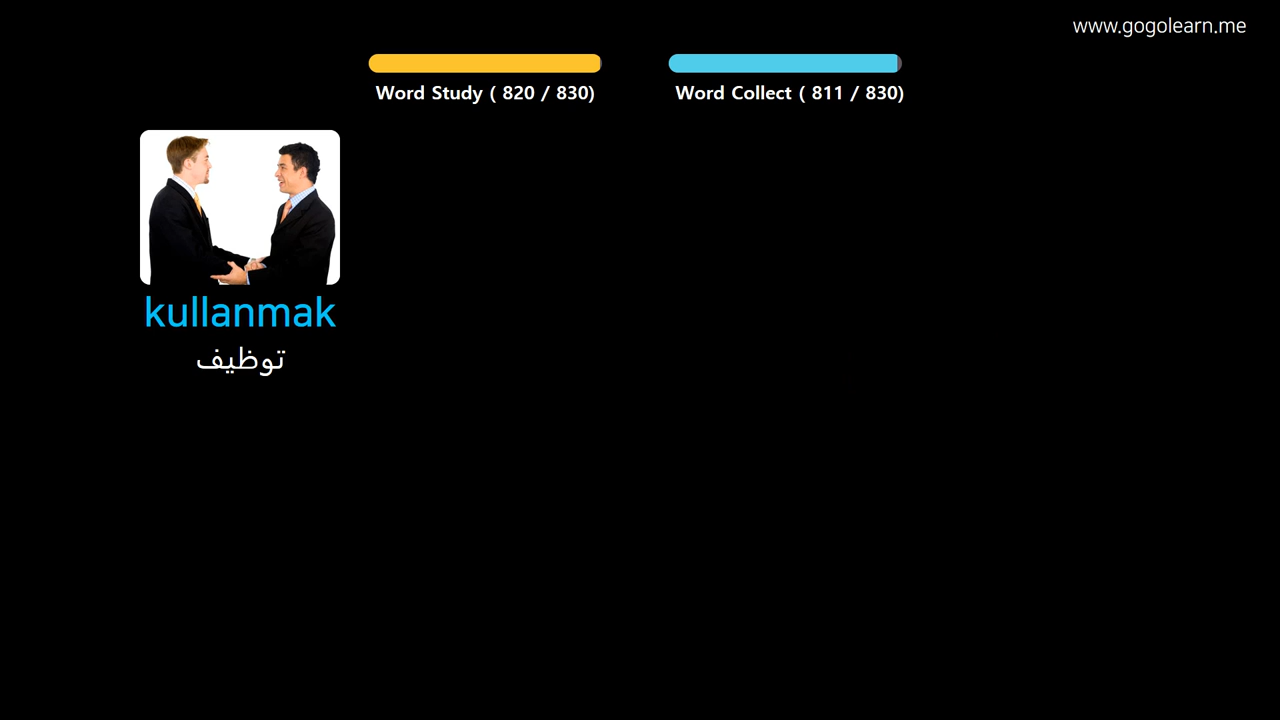 www.gogolearn.me
Word Study ( 820 / 830)
Word Collect ( 811 / 830)
kullanmak
توظيف